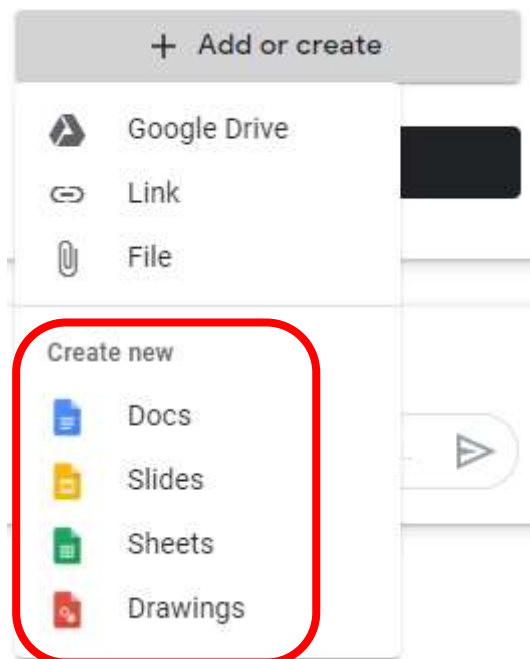 + Add or create
Google Drive
Link
File
Create new
Docs
Slides
Sheets
Drawings